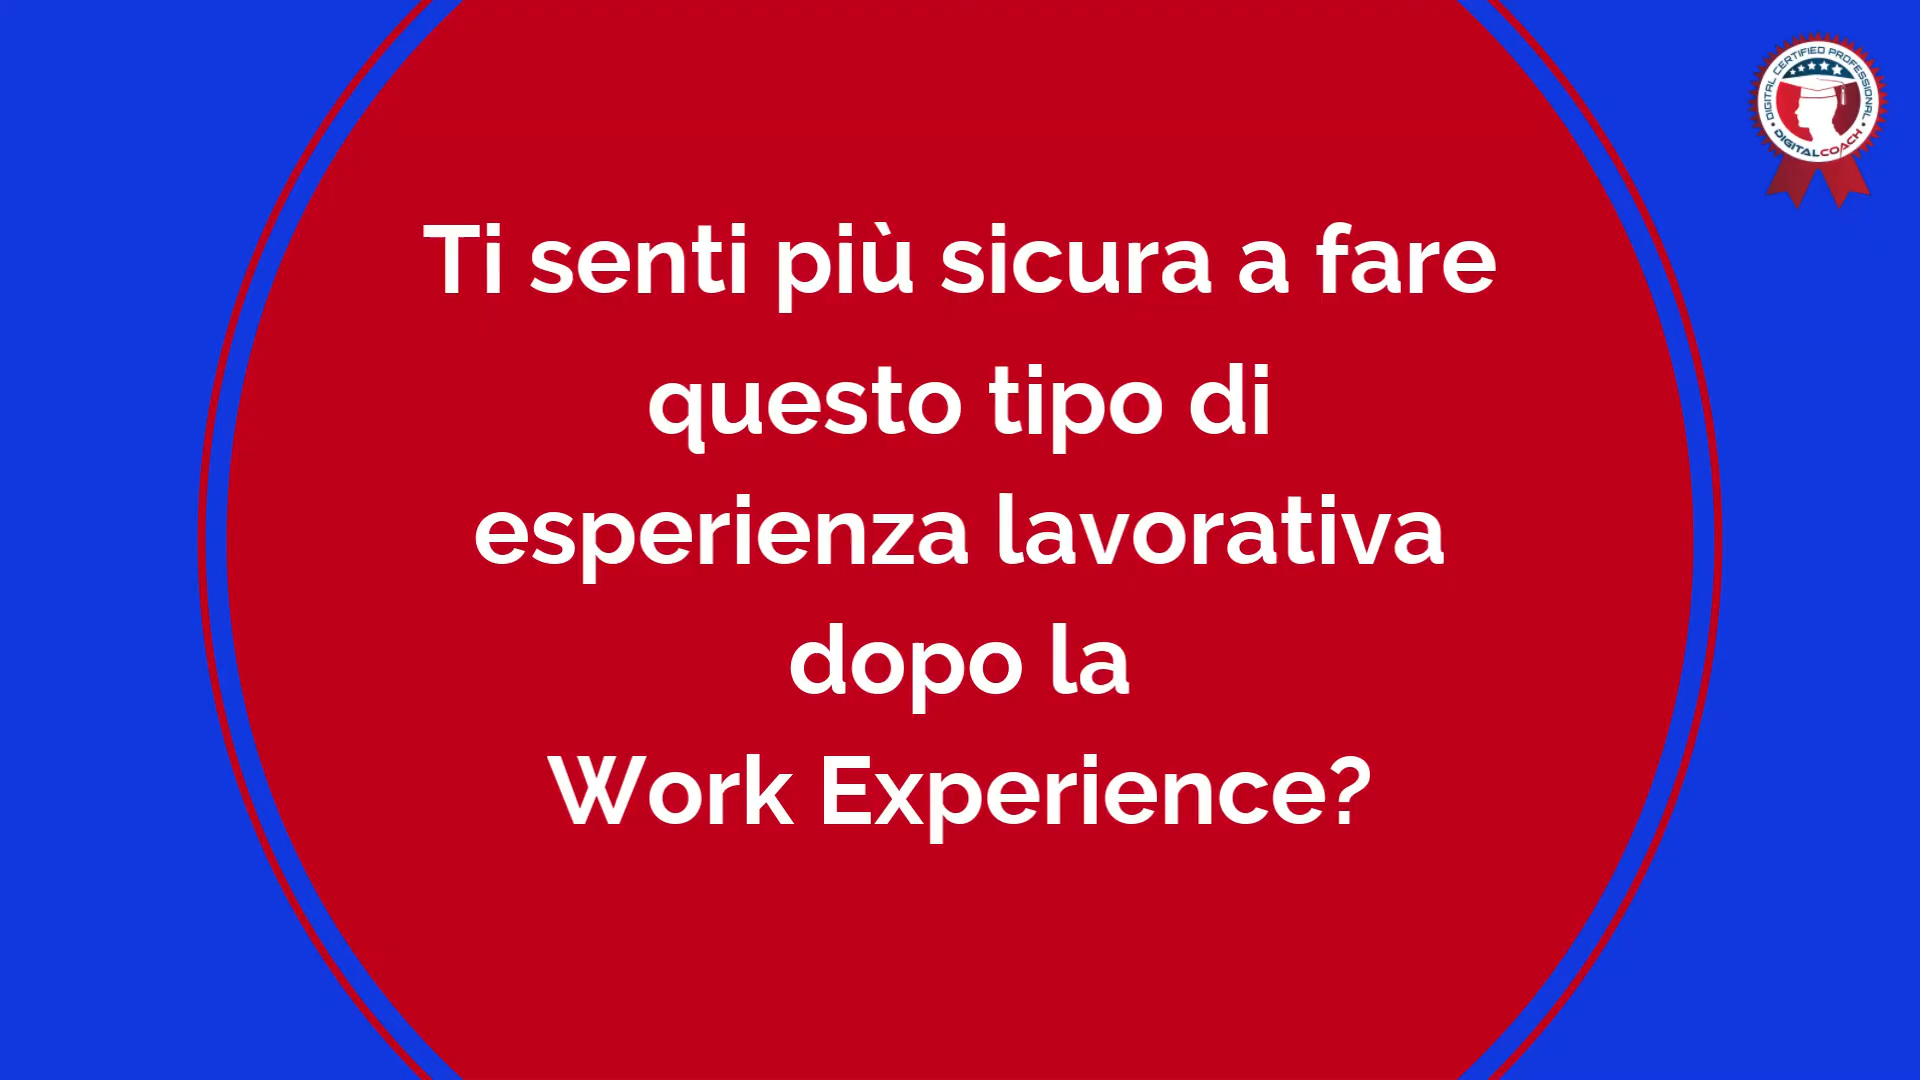 Ti senti più sicura a fare
questo tipo di
esperienza lavorativa
dopo la
Work Experience?
DIGITAL CERTIFIED PROFESSIONAL
DIGITALCOACH